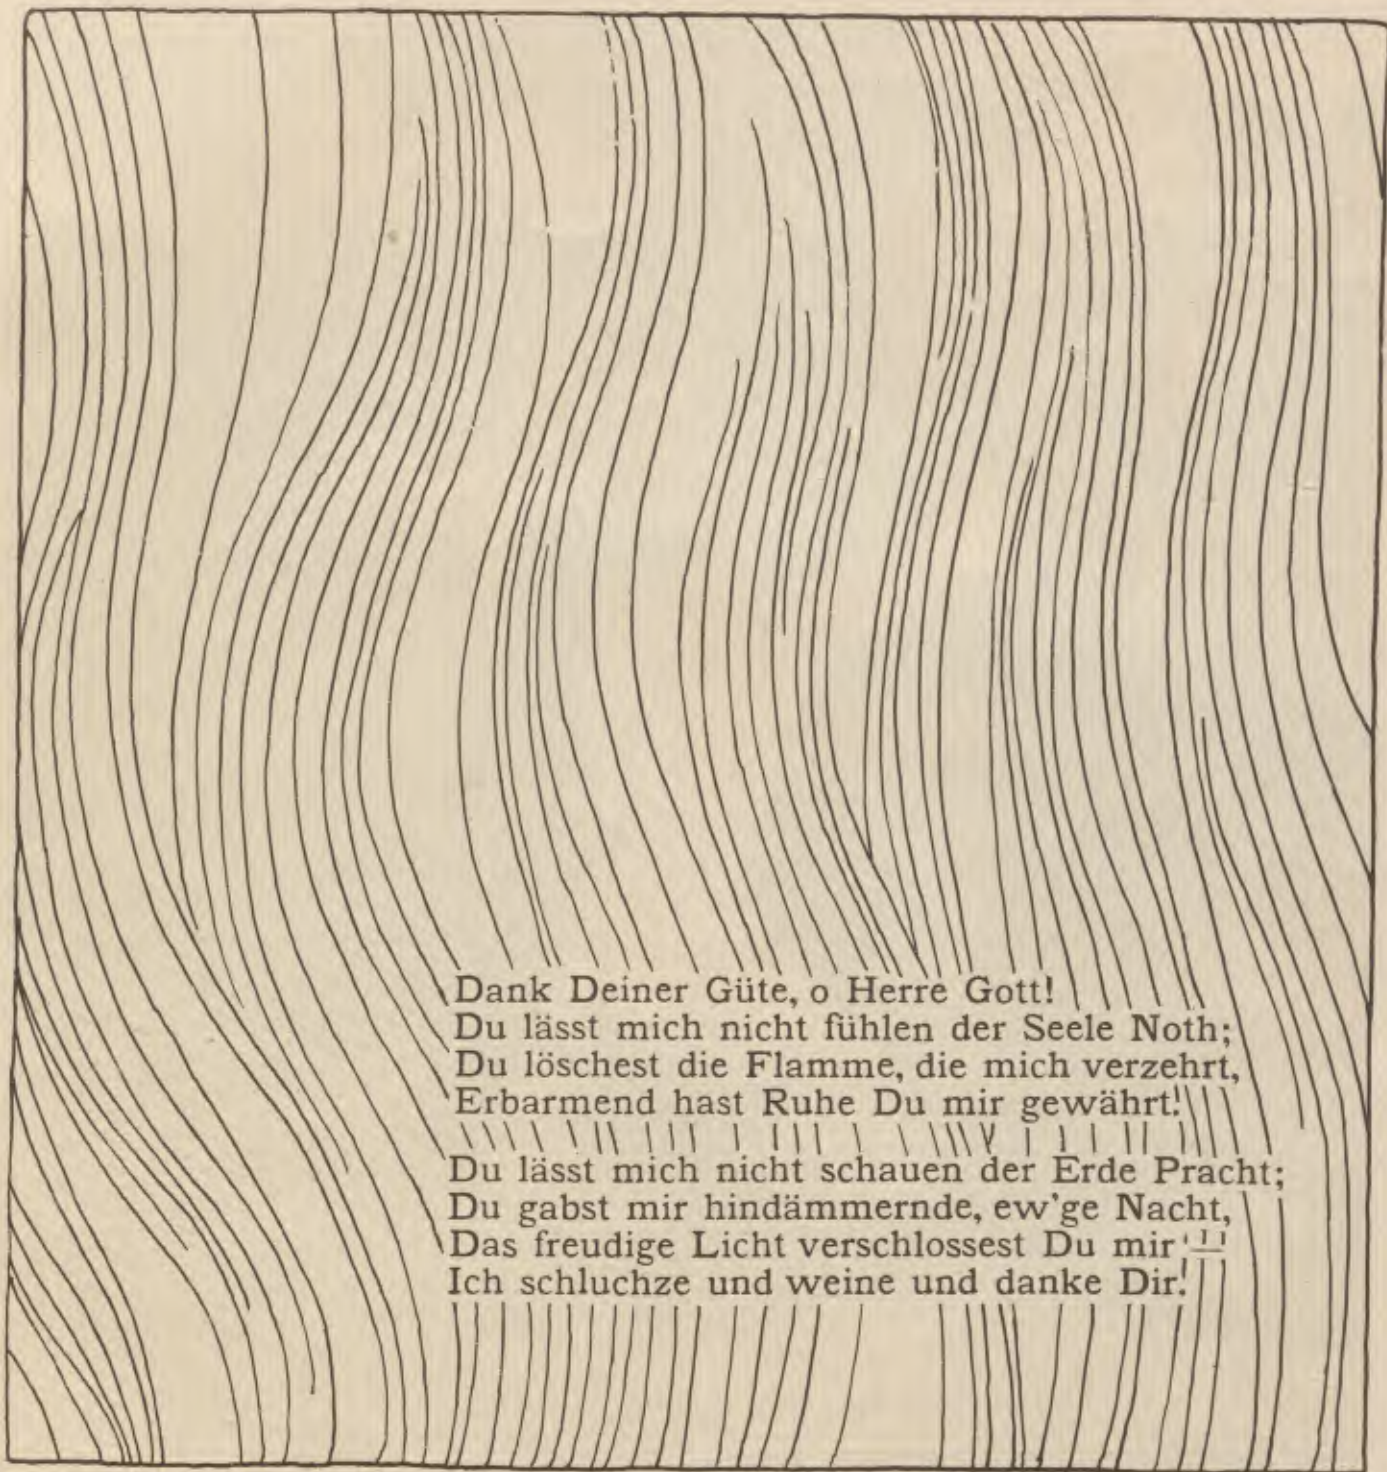 Dank Deiner Güte, o Herre Gott!
Du lässt mich nicht fühlen der Seele Noth;
Du löschest die Flamme, die mich verzehrt,
Erbarmend hast Ruhe Du mir gewährt!
Du lässt mich nicht schauen der Erde Pracht;
Du gabst mir hindämmernde, ew'ge Nacht,
Das freudige Licht verschlossest Du mir —
Ich schluchze und weine und danke Dir!